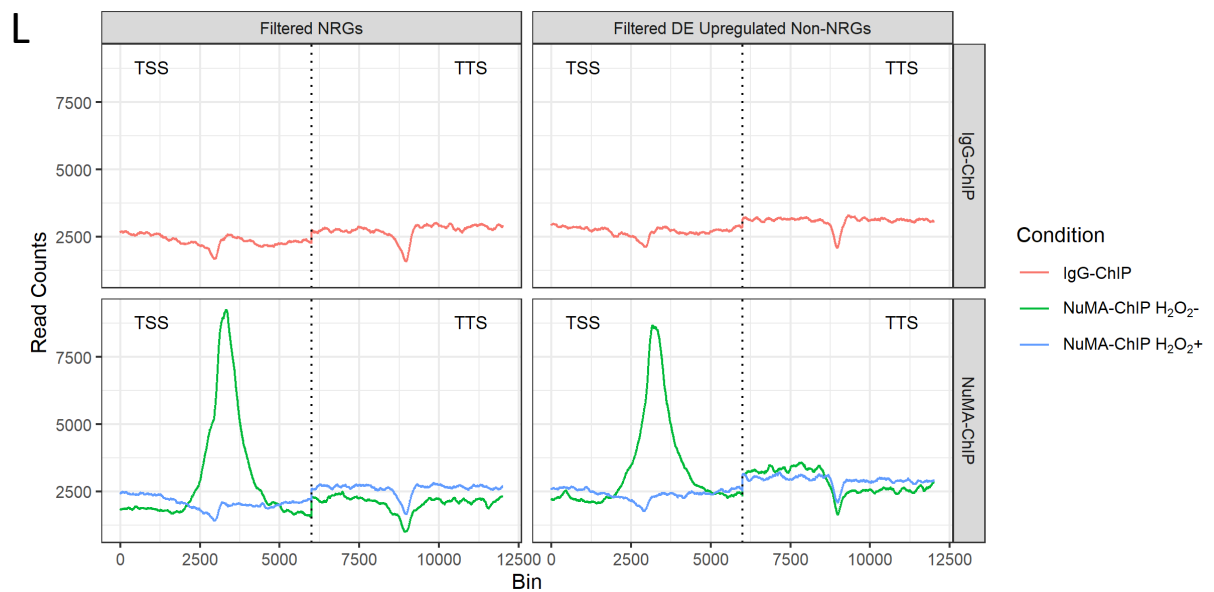 L
Filtered NRGs
Filtered DE Upregulated Non-NRGs
TSS
TTS
TSS
TTS
7500
5000
2500
IgG-ChIP
TSS
TTS
TSS
TTS
7500
5000
2500
NuMA-ChIP
0 2500 5000 7500 10000 12500
0 2500 5000 7500 10000 12500
Bin
Read Counts
Condition
IgG-ChIP
NuMA-ChIP H₂O₂-
NuMA-ChIP H₂O₂+